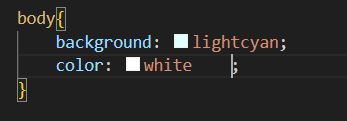 body{
    background: lightcyan;
    color: white    ;
}